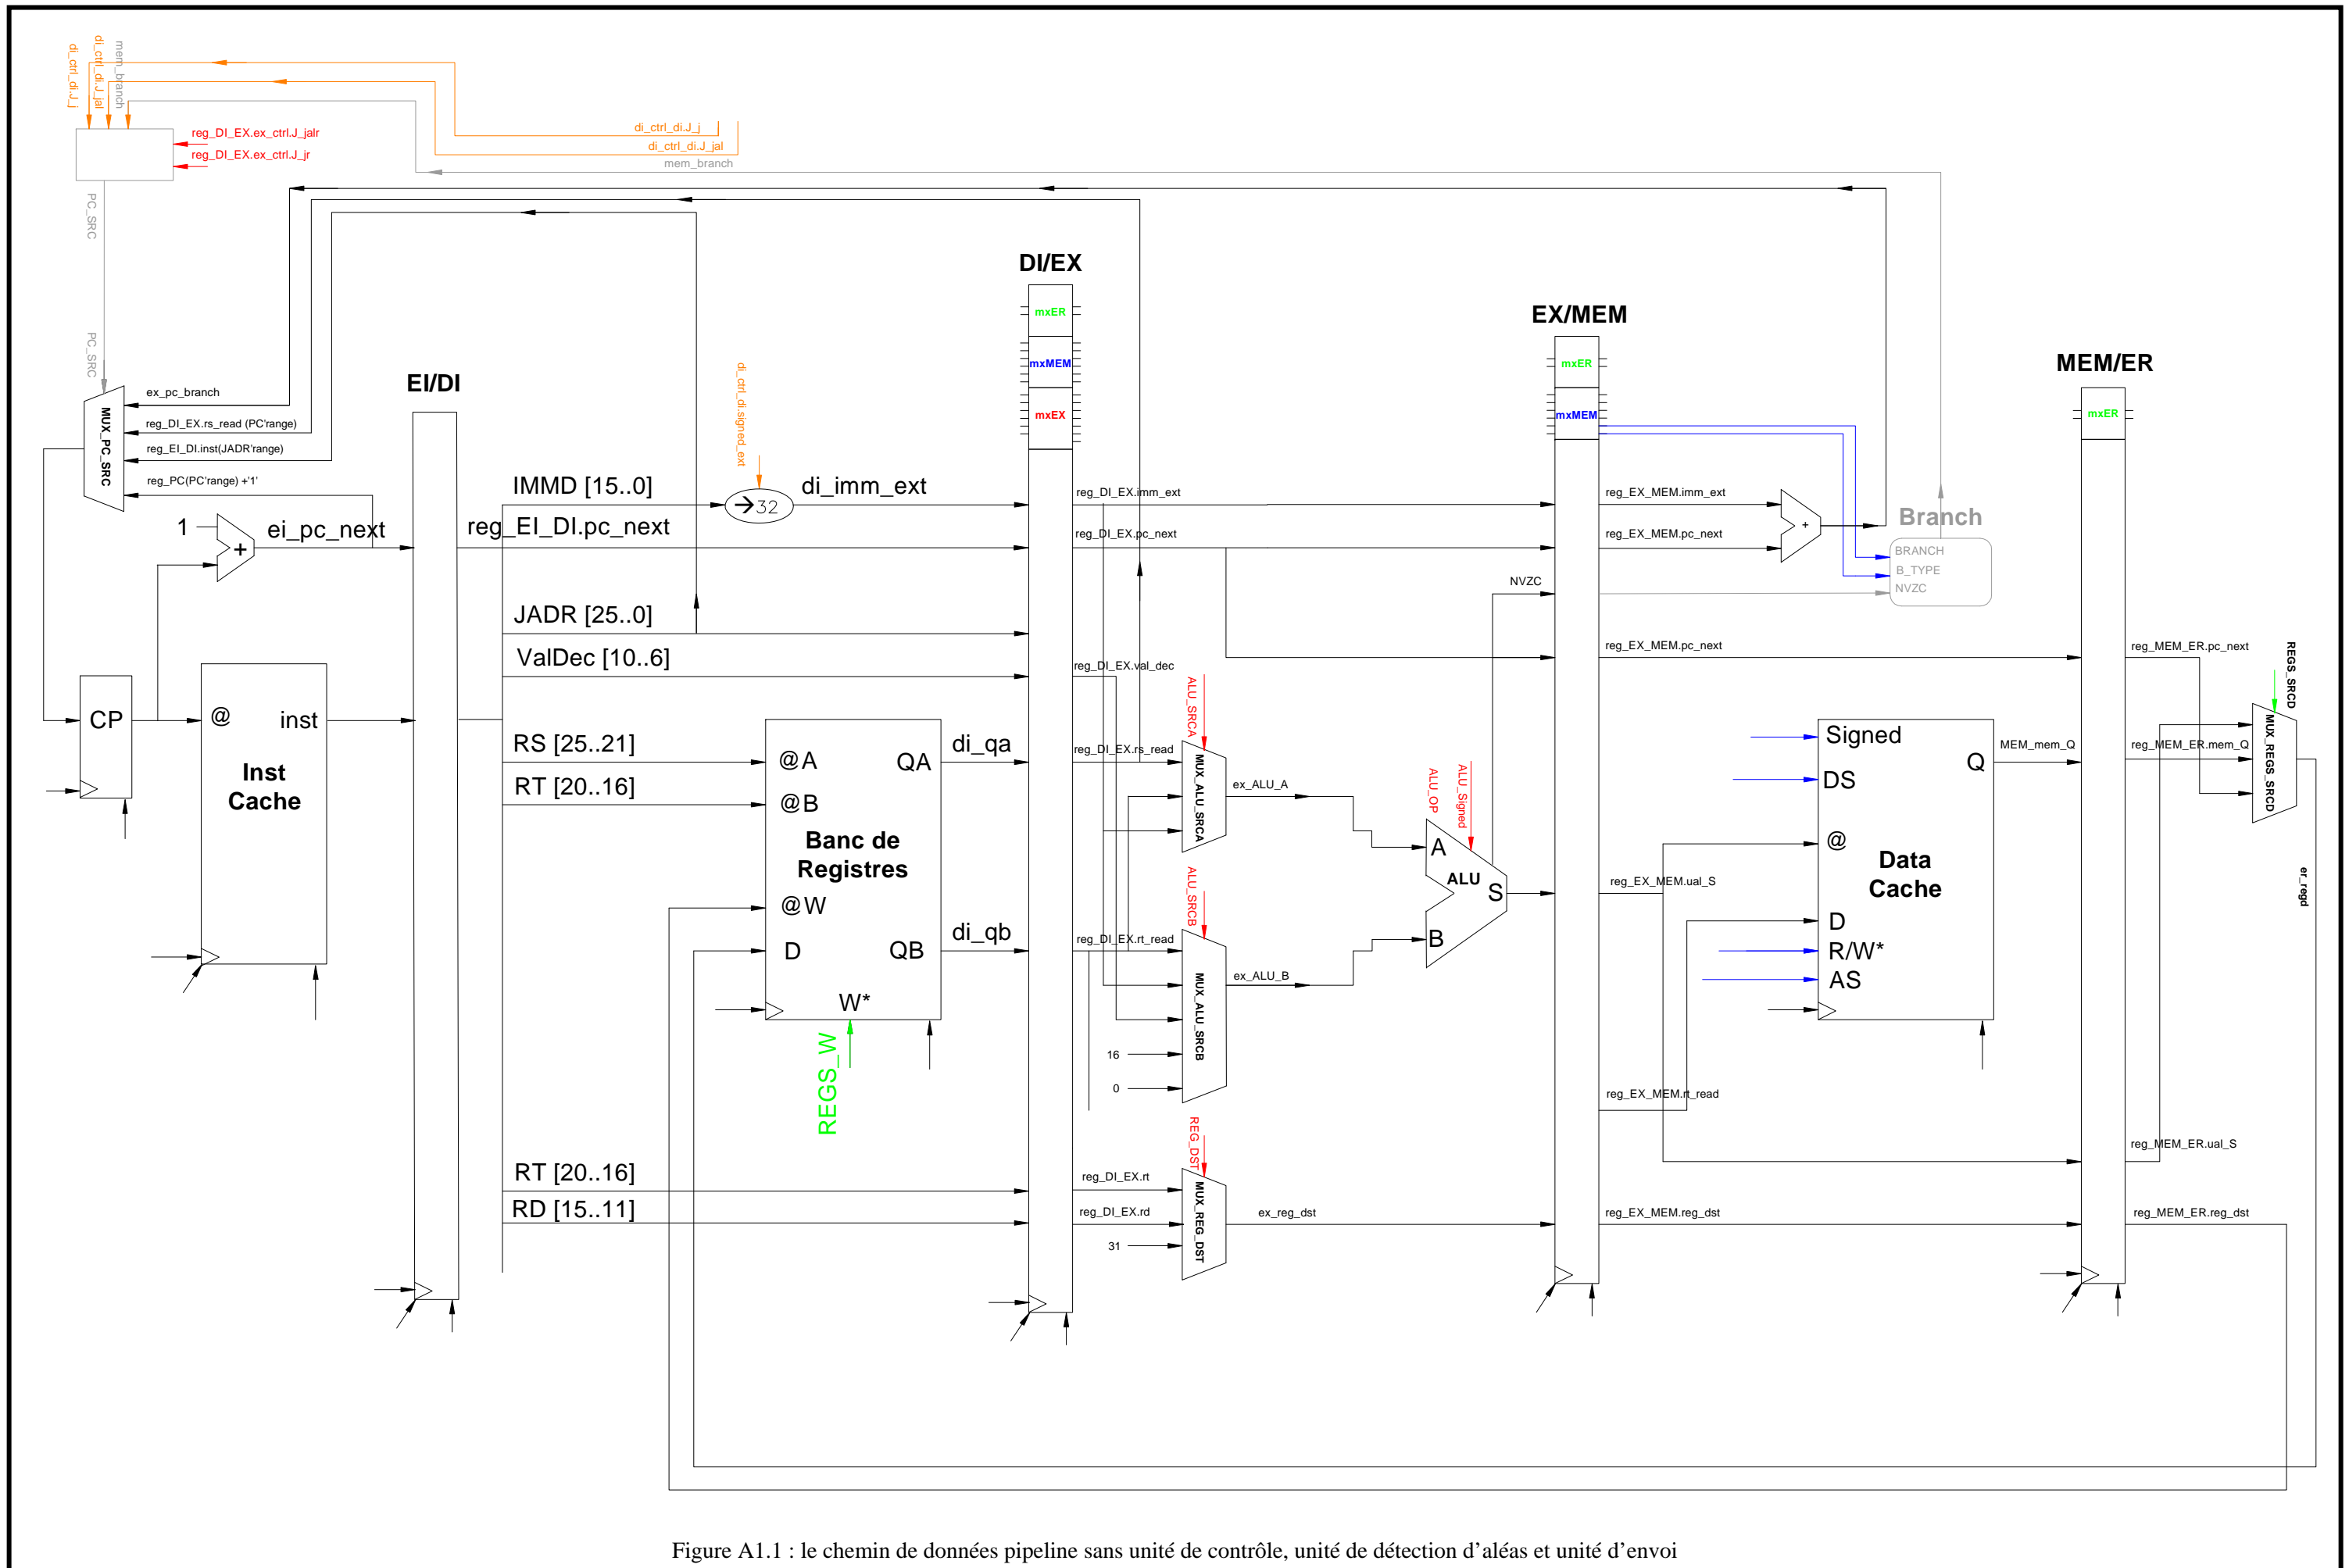 di_ctrl_di.J_j
di_ctrl_di.J_jal
mem_branch
reg_DI_EX.ex_ctrl.J_jalr
reg_DI_EX.ex_ctrl.J_jr
di_ctrl_di.J_j
di_ctrl_di.J_jal
mem_branch
PC_SRC
PC_SRC
DI/EX
mxER
mxMEM
mxEX
EX/MEM
mxER
mxMEM
MEM/ER
mxER
EI/DI
di_ctrl_di.signed_ext
MUX_PC_SRC
ex_pc_branch
reg_DI_EX.rs_read (PC'range)
reg_EI_DI.inst(JADR'range)
reg_PC(PC'range) +'1'
1
+
ei_pc_next
IMMD [15..0]
32
di_imm_ext
reg_EI_DI.pc_next
reg_DI_EX.imm_ext
reg_DI_EX.pc_next
reg_EX_MEM.imm_ext
reg_EX_MEM.pc_next
+
Branch
BRANCH
B_TYPE
NVZC
NVZC
JADR [25..0]
ValDec [10..6]
reg_DI_EX.val_dec
reg_EX_MEM.pc_next
reg_MEM_ER.pc_next
REGS_SRCD
CP
@
inst
Inst
Cache
RS [25..21]
RT [20..16]
@A
QA
@B
Banc de
Registres
@W
D
QB
W*
REGS_W
di_qa
di_qb
reg_DI_EX.rs_read
reg_DI_EX.rt_read
ALU_SRCA
MUX_ALU_SRCA
ex_ALU_A
ALU_SRCB
MUX_ALU_SRCB
ex_ALU_B
16
0
ALU_OP
ALU_Signed
A
ALU
S
B
reg_EX_MEM.ual_S
reg_EX_MEM.rt_read
Signed
DS
Q
@
Data
Cache
D
R/W*
AS
MEM_mem_Q
reg_MEM_ER.mem_Q
MUX_REGS_SRCD
er_regd
reg_MEM_ER.ual_S
RT [20..16]
RD [15..11]
reg_DI_EX.rt
reg_DI_EX.rd
31
REG_DST
MUX_REG_DST
ex_reg_dst
reg_EX_MEM.reg_dst
reg_MEM_ER.reg_dst
Figure A1.1 : le chemin de données pipeline sans unité de contrôle, unité de détection d'aléas et unité d'envoi